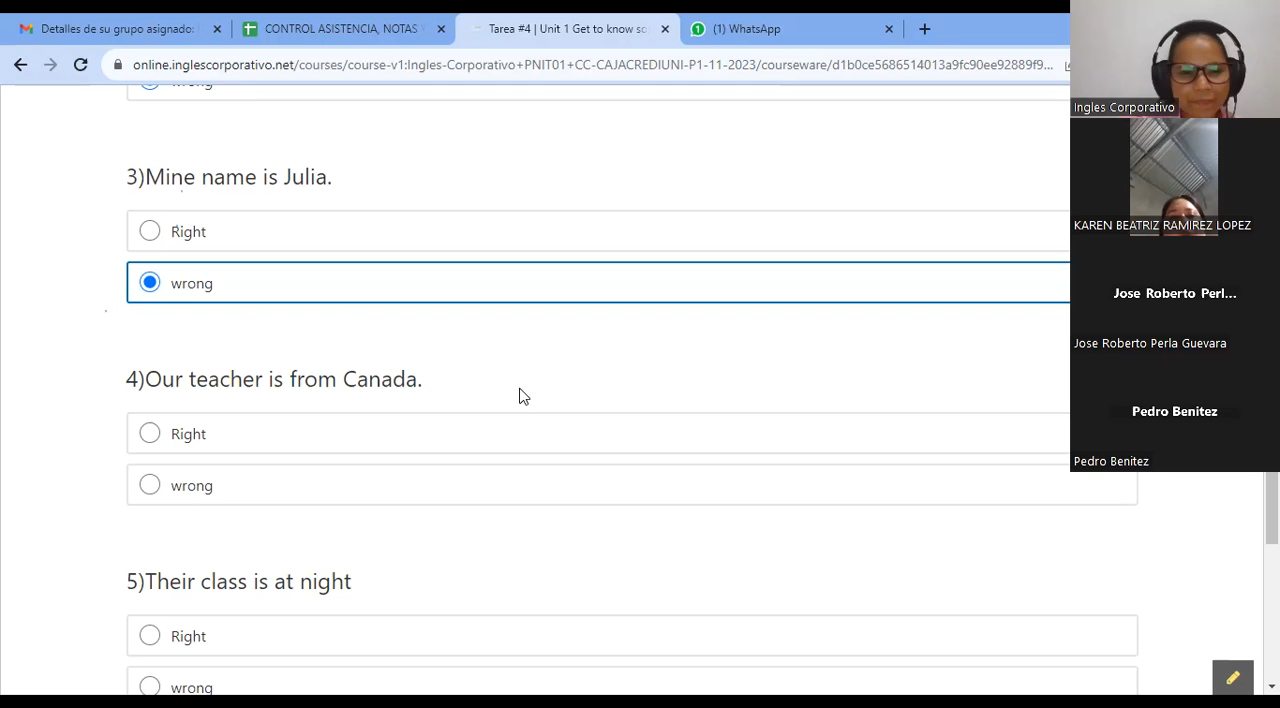 Detalles de su grupo asignado:
CONTROL ASISTENCIA, NOTAS
Tarea #4 | Unit 1 Get to know so
(1) WhatsApp
online.inglescorporativo.net/courses/course-v1:Ingles-Corporativo+PNIT01+CC-CAJACREDIUNI-P1-11-2023/courseware/d1b0ce5686514013a9fc90ee92889f9...
Ingles Corporativo
wrong
3)Mine name is Julia.
Right
wrong
KAREN BEATRIZ RAMIREZ LOPEZ
Jose Roberto Perl...
Jose Roberto Perla Guevara
4)Our teacher is from Canada.
Right
wrong
Pedro Benitez
Pedro Benitez
5)Their class is at night
Right
wrong